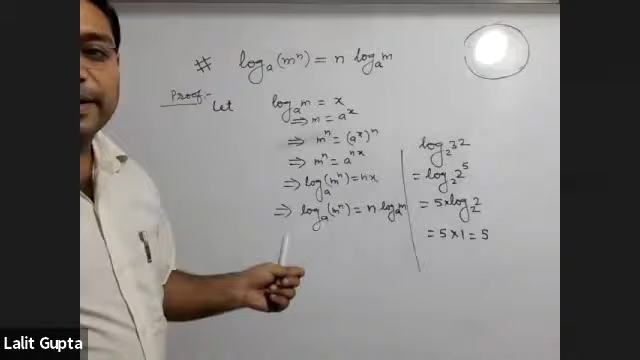 # logₐ(mⁿ) = n logₐm
Proof:- Let logₐm = x
⇒ m = aˣ
⇒ mⁿ = (aˣ)ⁿ
⇒ mⁿ = aⁿˣ
⇒ logₐ(mⁿ) = nx
⇒ logₐ(mⁿ) = n logₐm
log₂32
= log₂2⁵
= 5×log₂2
= 5×1 = 5
Lalit Gupta